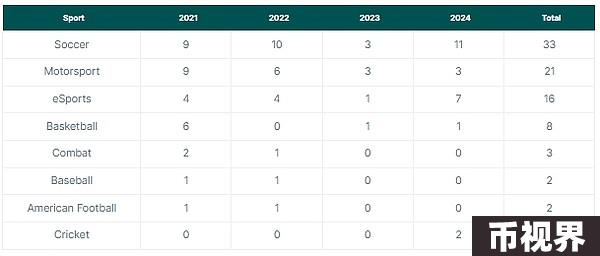 Sport 2021 2022 2023 2024 Total
Soccer 9 10 3 11 33
Motorsport 9 6 3 3 21
eSports 4 4 1 7 16
Basketball 6 0 1 1 8
Combat 2 1 0 0 3
Baseball 1 1 0 0 2
American Football 1 1 0 0 2
Cricket 0 0 0 2
币视界